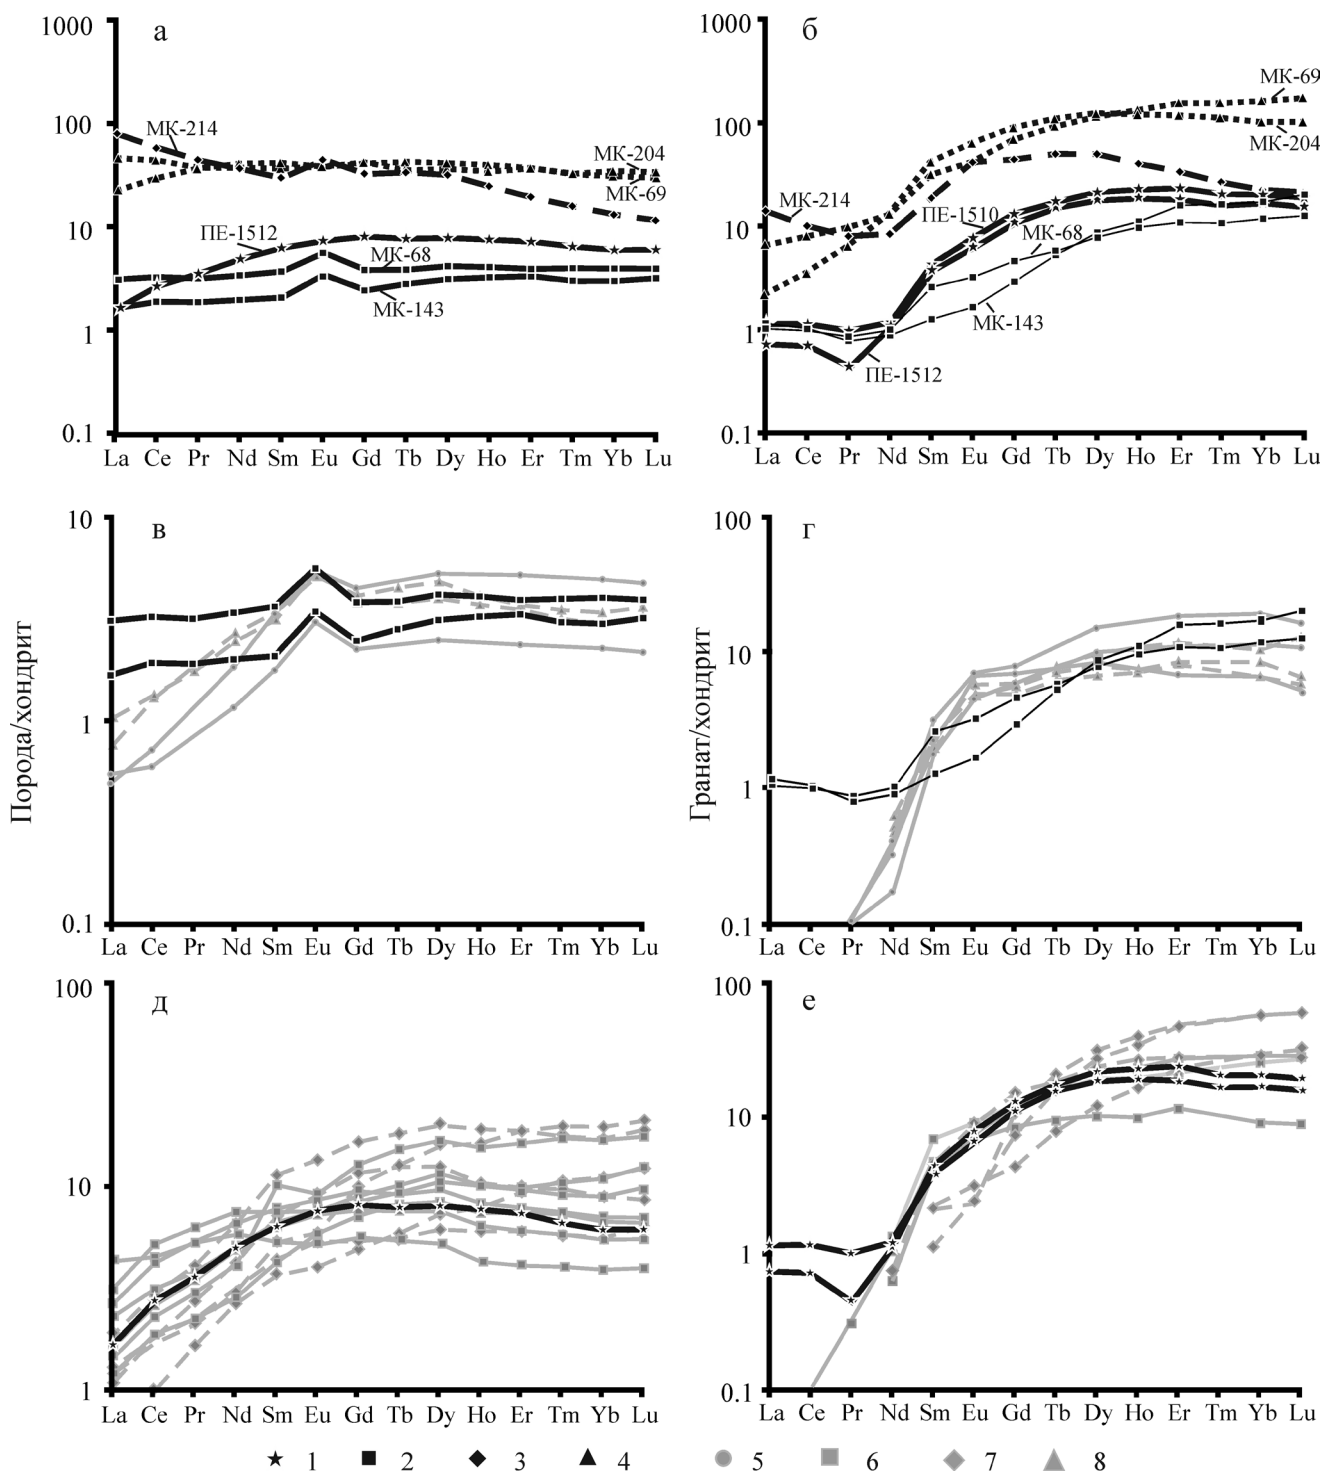 а
1000
100
10
1
0.1
МК-214
МК-204
МК-69
ПЕ-1512
МК-68
МК-143
La Ce Pr Nd Sm Eu Gd Tb Dy Ho Er Tm Yb Lu
б
1000
100
10
1
0.1
МК-69
МК-204
МК-214
ПЕ-1510
МК-68
МК-143
ПЕ-1512
La Ce Pr Nd Sm Eu Gd Tb Dy Ho Er Tm Yb Lu
Порода/хондрит
в
10
1
0.1
La Ce Pr Nd Sm Eu Gd Tb Dy Ho Er Tm Yb Lu
Гранат/хондрит
г
100
10
1
0.1
La Ce Pr Nd Sm Eu Gd Tb Dy Ho Er Tm Yb Lu
д
100
10
1
La Ce Pr Nd Sm Eu Gd Tb Dy Ho Er Tm Yb Lu
е
100
10
1
0.1
La Ce Pr Nd Sm Eu Gd Tb Dy Ho Er Tm Yb Lu
1 2 3 4 5 6 7 8